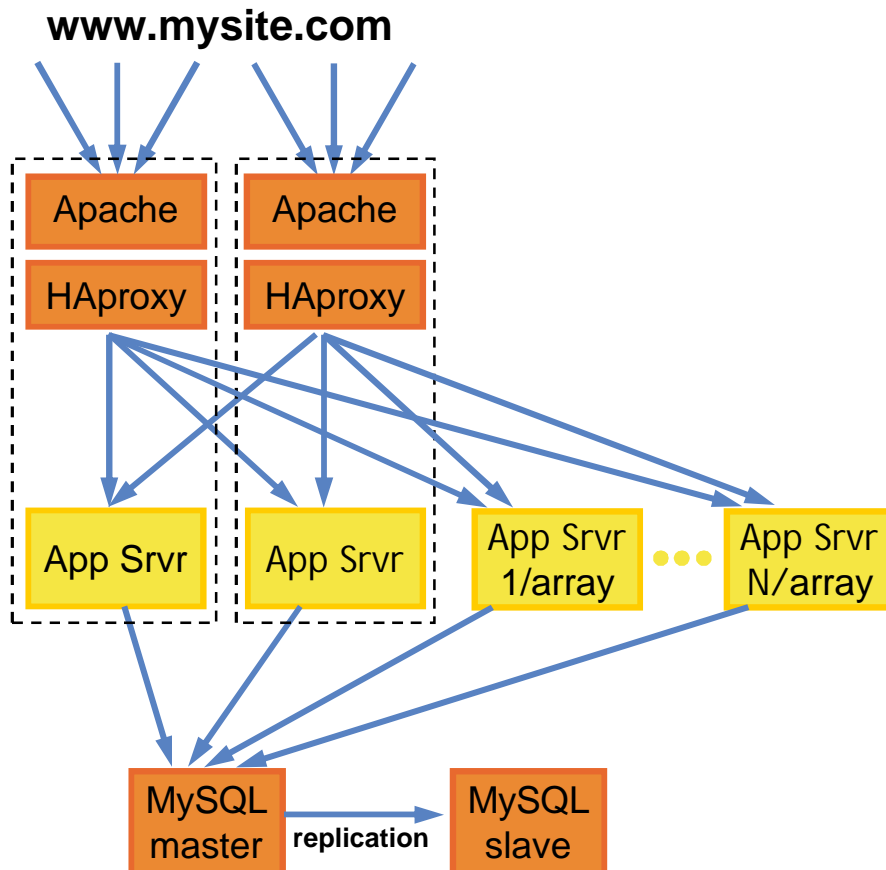 www.mysite.com
Apache
Apache
HAproxy
HAproxy
App Srvr
App Srvr
App Srvr
1/array
App Srvr
N/array
MySQL
master
replication
MySQL
slave